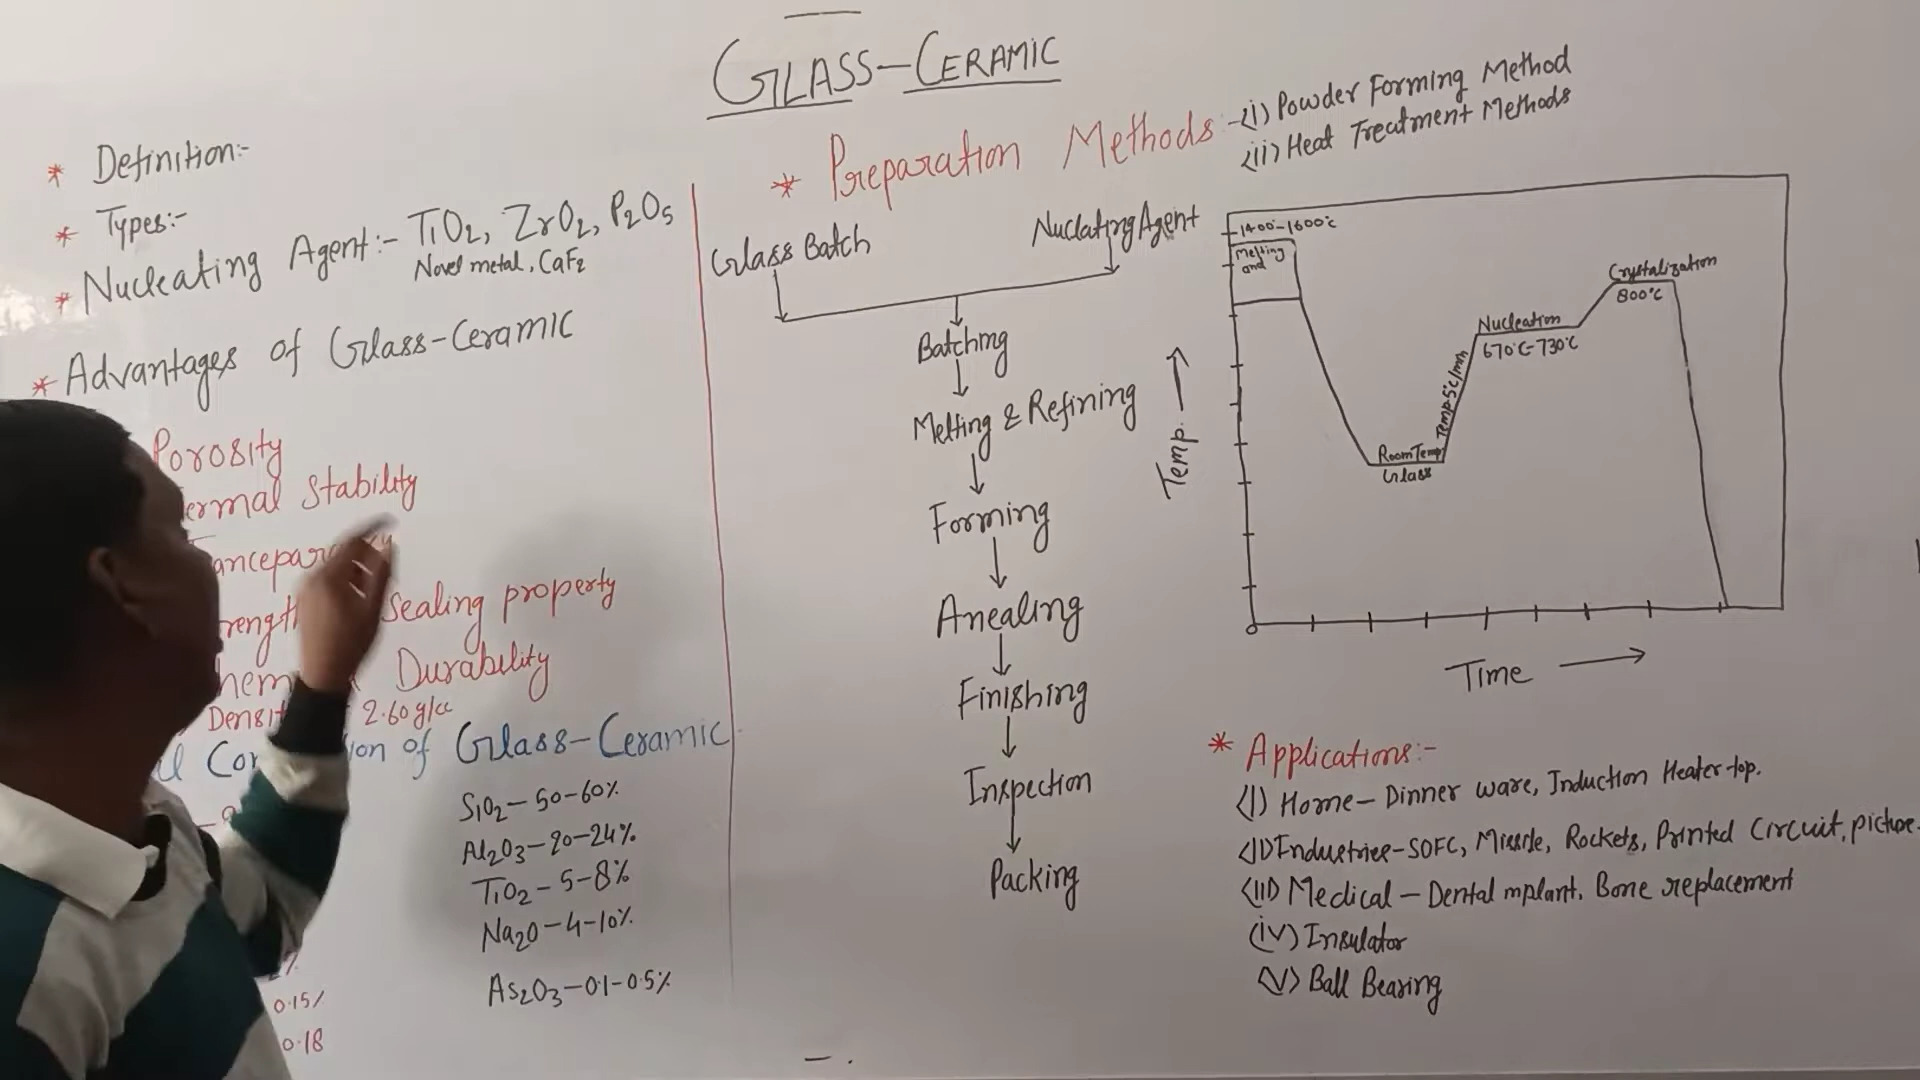 GLASS-CERAMIC
* Definition:-
* Types:-
* Nucleating Agent:- TiO2, ZrO2, P2O5
Novel metal, CaF2
* Advantages of Glass-Ceramic
Porosity
Stability
Sealing property
Durability
2.60 g/cc
of Glass-Ceramic
SiO2-50-60%
Al2O3-20-24%
TiO2-5-8%
Na2O-4-10%
As2O3-0.1-0.5%
0.15%
0.18
* Preparation Methods:-(i) Powder Forming Method
(ii) Heat Treatment Methods
Glass Batch
Nuclating Agent
Batching
Melting & Refining
Forming
Anealing
Finishing
Inspection
Packing
1400-1600°C
Melting
and
Room Temp
Glass
Temp 5°C/min
Nucleation
670°C-730°C
Crystalization
800°C
Temp.
0
Time
* Applications:-
(I) Home- Dinner ware, Induction Heater-top.
(II) Industries-SOFC, Missile, Rockets, Printed Circuit, picture
(III) Medical - Dental mplant, Bone replacement
(iv) Insulator
(V) Ball Bearing